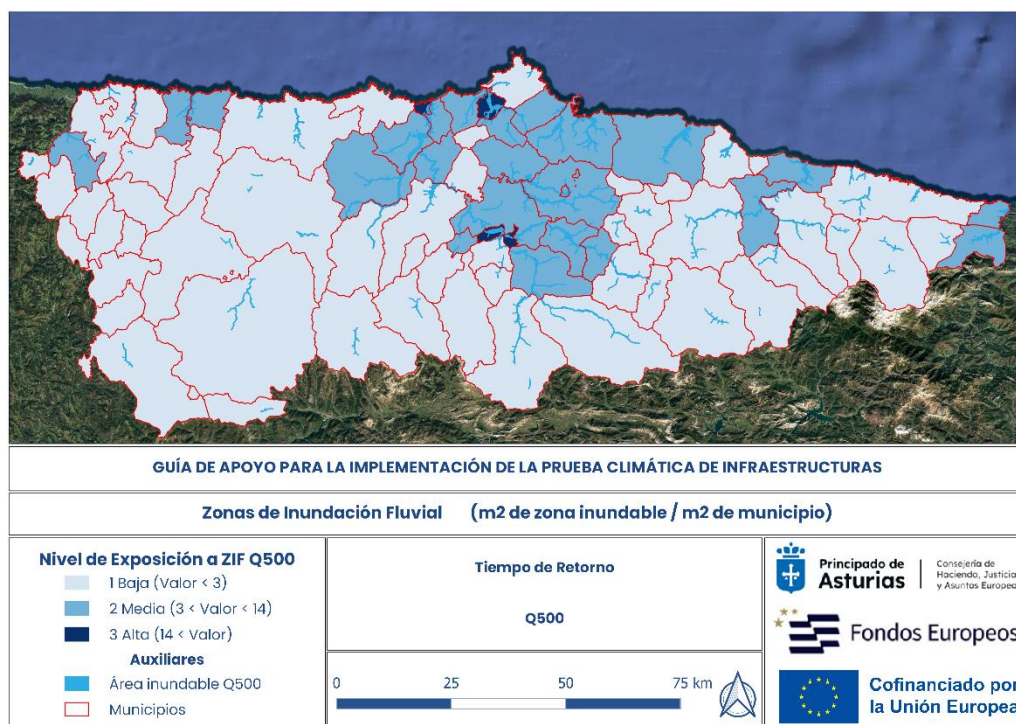 GUÍA DE APOYO PARA LA IMPLEMENTACIÓN DE LA PRUEBA CLIMÁTICA DE INFRAESTRUCTURAS
Zonas de Inundación Fluvial (m2 de zona inundable / m2 de municipio)
Nivel de Exposición a ZIF Q500
1 Baja (Valor < 3)
2 Media (3 < Valor < 14)
3 Alta (14 < Valor)
Auxiliares
Área inundable Q500
Municipios
Tiempo de Retorno
Q500
0 25 50 75 km
Principado de
Asturias
Consejería de
Hacienda, Justicia
y Asuntos Europeos
Fondos Europeos
Cofinanciado por
la Unión Europea